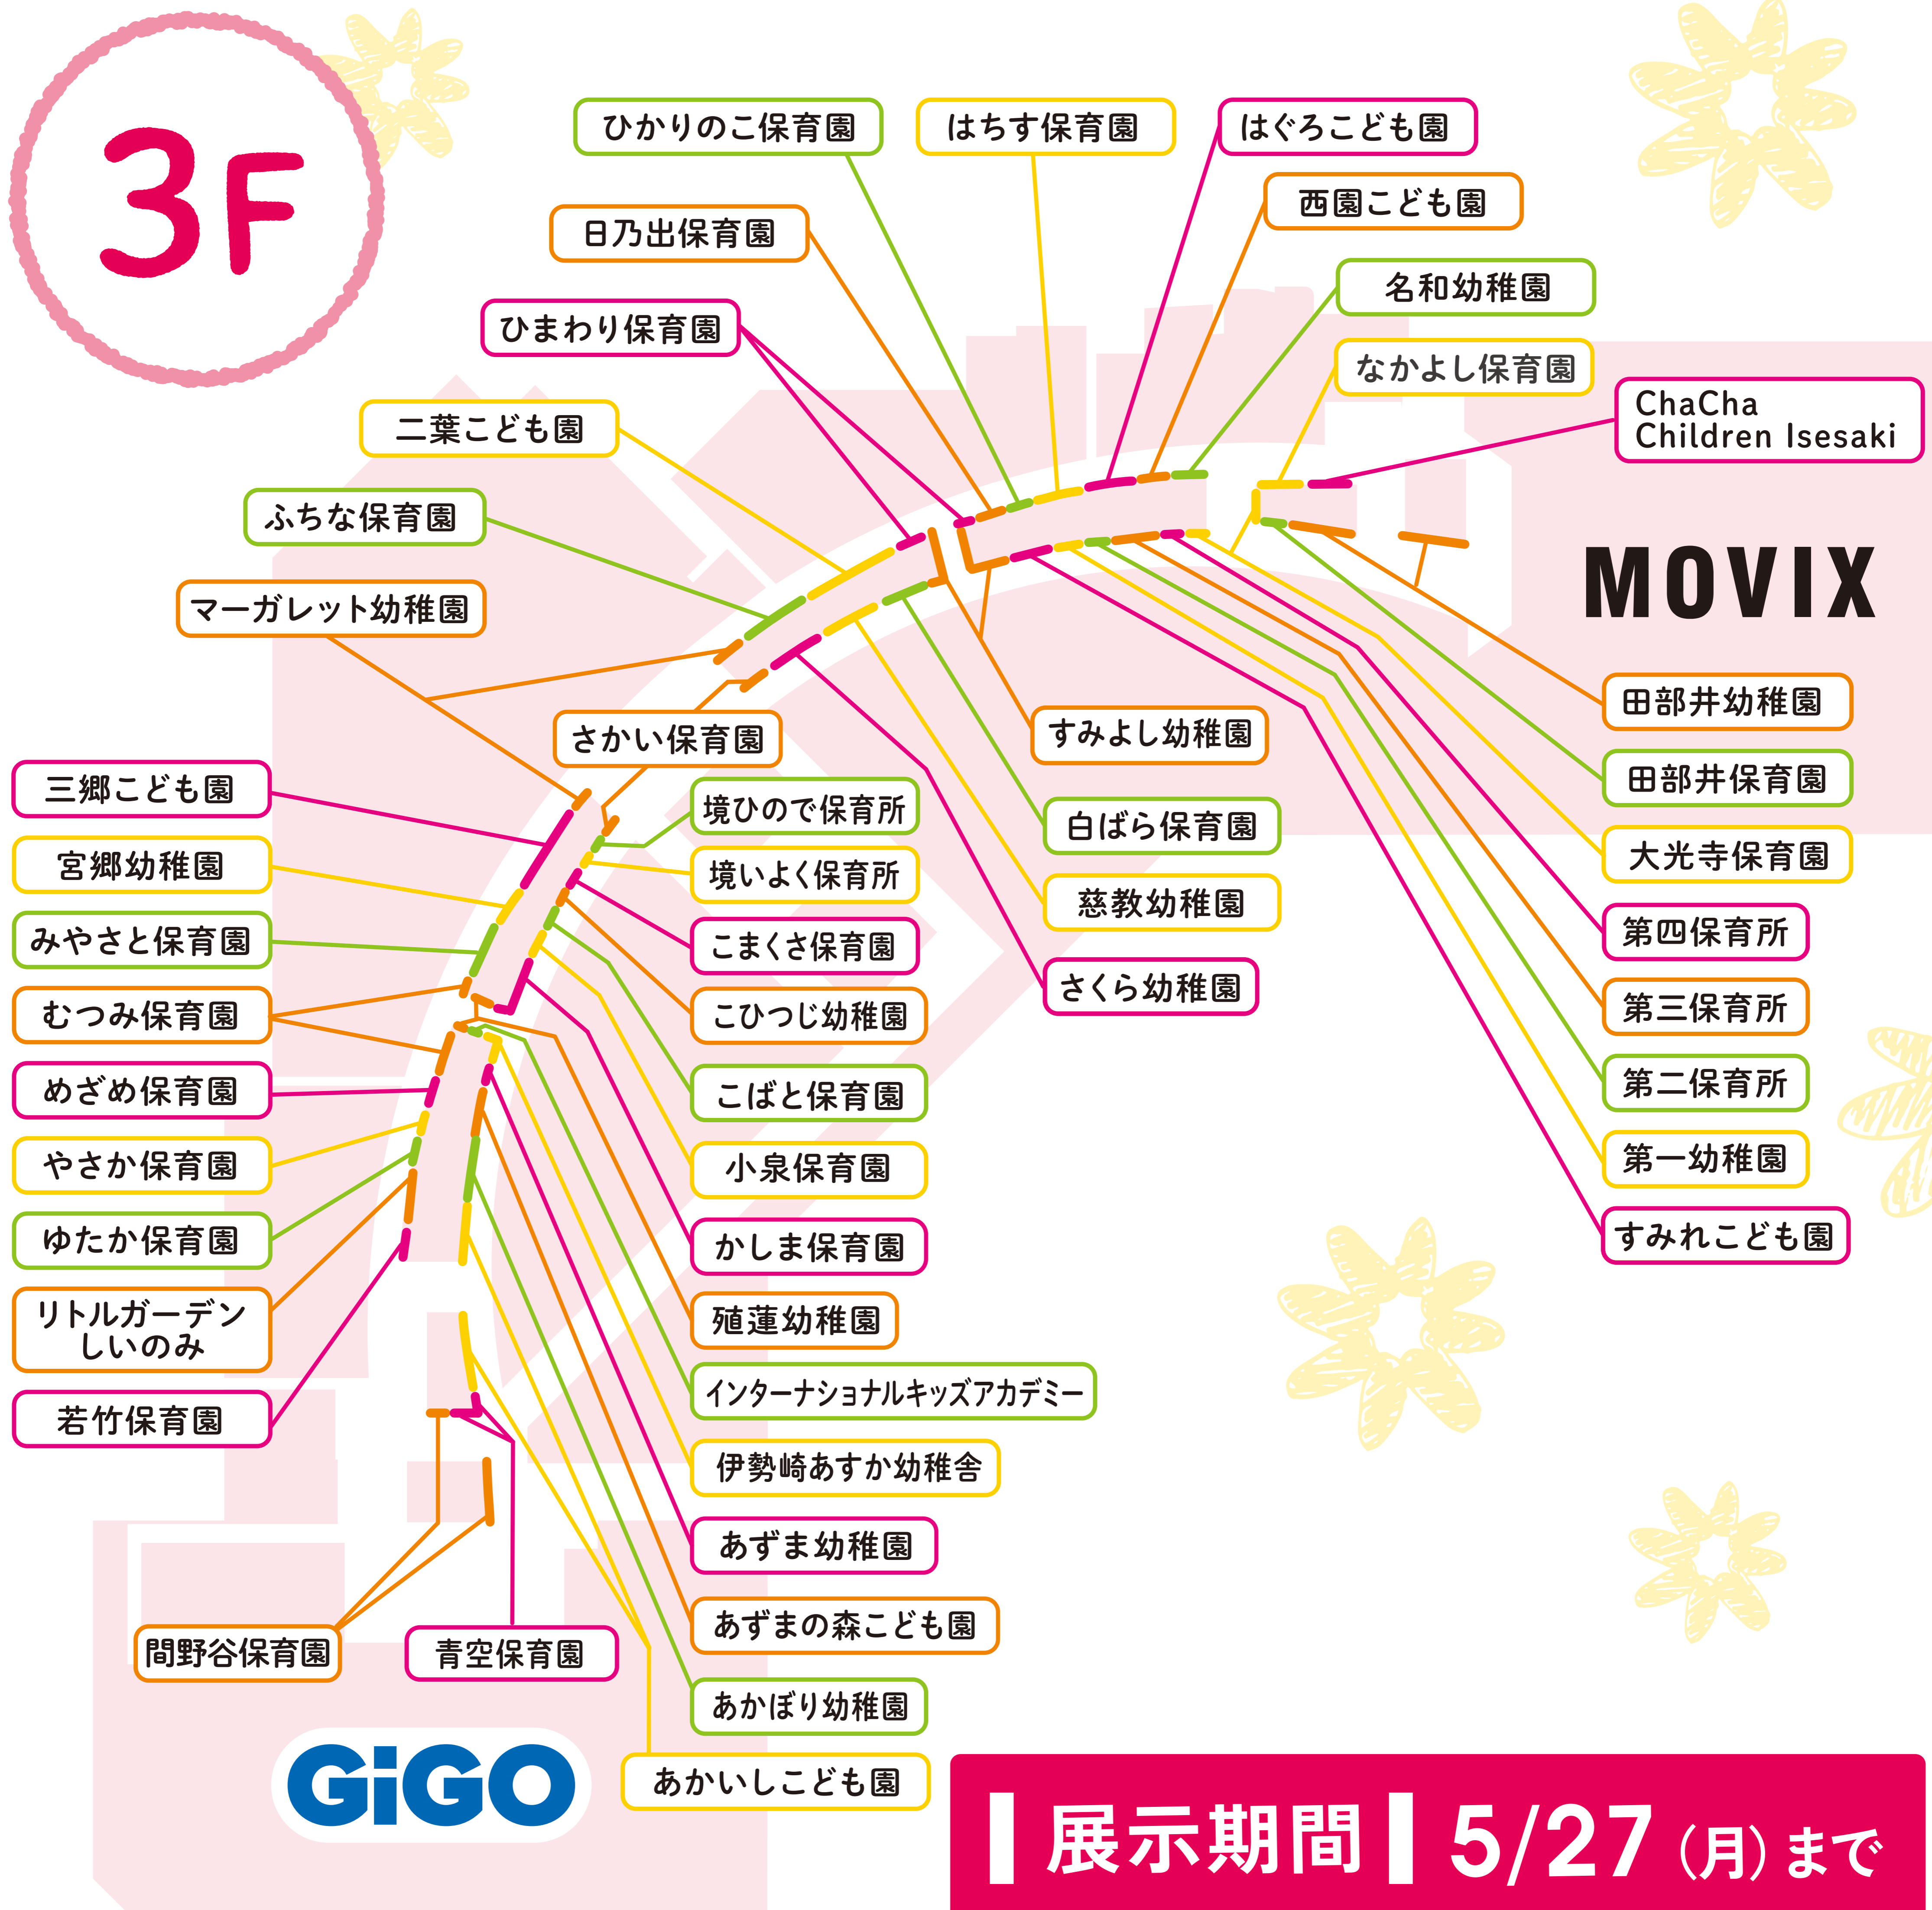 3F
ひかりのこ保育園
はちす保育園
はぐろこども園
西園こども園
日乃出保育園
名和幼稚園
ひまわり保育園
なかよし保育園
ChaCha
Children Isesaki
二葉こども園
ふちな保育園
MOVIX
マーガレット幼稚園
さかい保育園
すみよし幼稚園
田部井幼稚園
三郷こども園
境ひので保育所
白ばら保育園
田部井保育園
宮郷幼稚園
境いよく保育所
慈教幼稚園
大光寺保育園
みやさと保育園
こまくさ保育園
さくら幼稚園
第四保育所
むつみ保育園
こひつじ幼稚園
第三保育所
めざめ保育園
こばと保育園
第二保育所
やさか保育園
小泉保育園
第一幼稚園
ゆたか保育園
かしま保育園
すみれこども園
リトルガーデン
しいのみ
殖蓮幼稚園
若竹保育園
インターナショナルキッズアカデミー
伊勢崎あすか幼稚舎
あずま幼稚園
あずまの森こども園
間野谷保育園
青空保育園
あかぼり幼稚園
GiGO
あかいしこども園
展示期間 5/27（月）まで